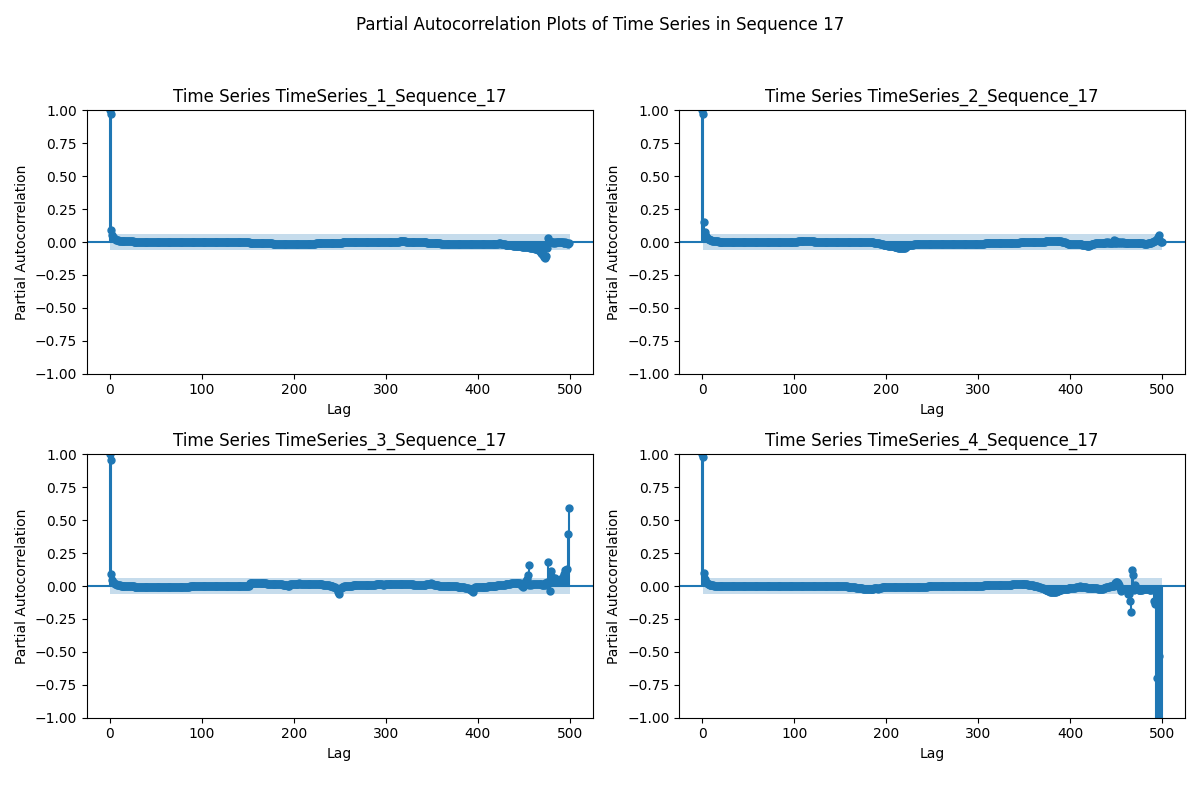 Partial Autocorrelation Plots of Time Series in Sequence 17
Time Series TimeSeries_1_Sequence_17
Partial Autocorrelation
1.00
0.75
0.50
0.25
0.00
−0.25
−0.50
−0.75
−1.00
0 100 200 300 400 500
Lag
Time Series TimeSeries_2_Sequence_17
Partial Autocorrelation
1.00
0.75
0.50
0.25
0.00
−0.25
−0.50
−0.75
−1.00
0 100 200 300 400 500
Lag
Time Series TimeSeries_3_Sequence_17
Partial Autocorrelation
1.00
0.75
0.50
0.25
0.00
−0.25
−0.50
−0.75
−1.00
0 100 200 300 400 500
Lag
Time Series TimeSeries_4_Sequence_17
Partial Autocorrelation
1.00
0.75
0.50
0.25
0.00
−0.25
−0.50
−0.75
−1.00
0 100 200 300 400 500
Lag